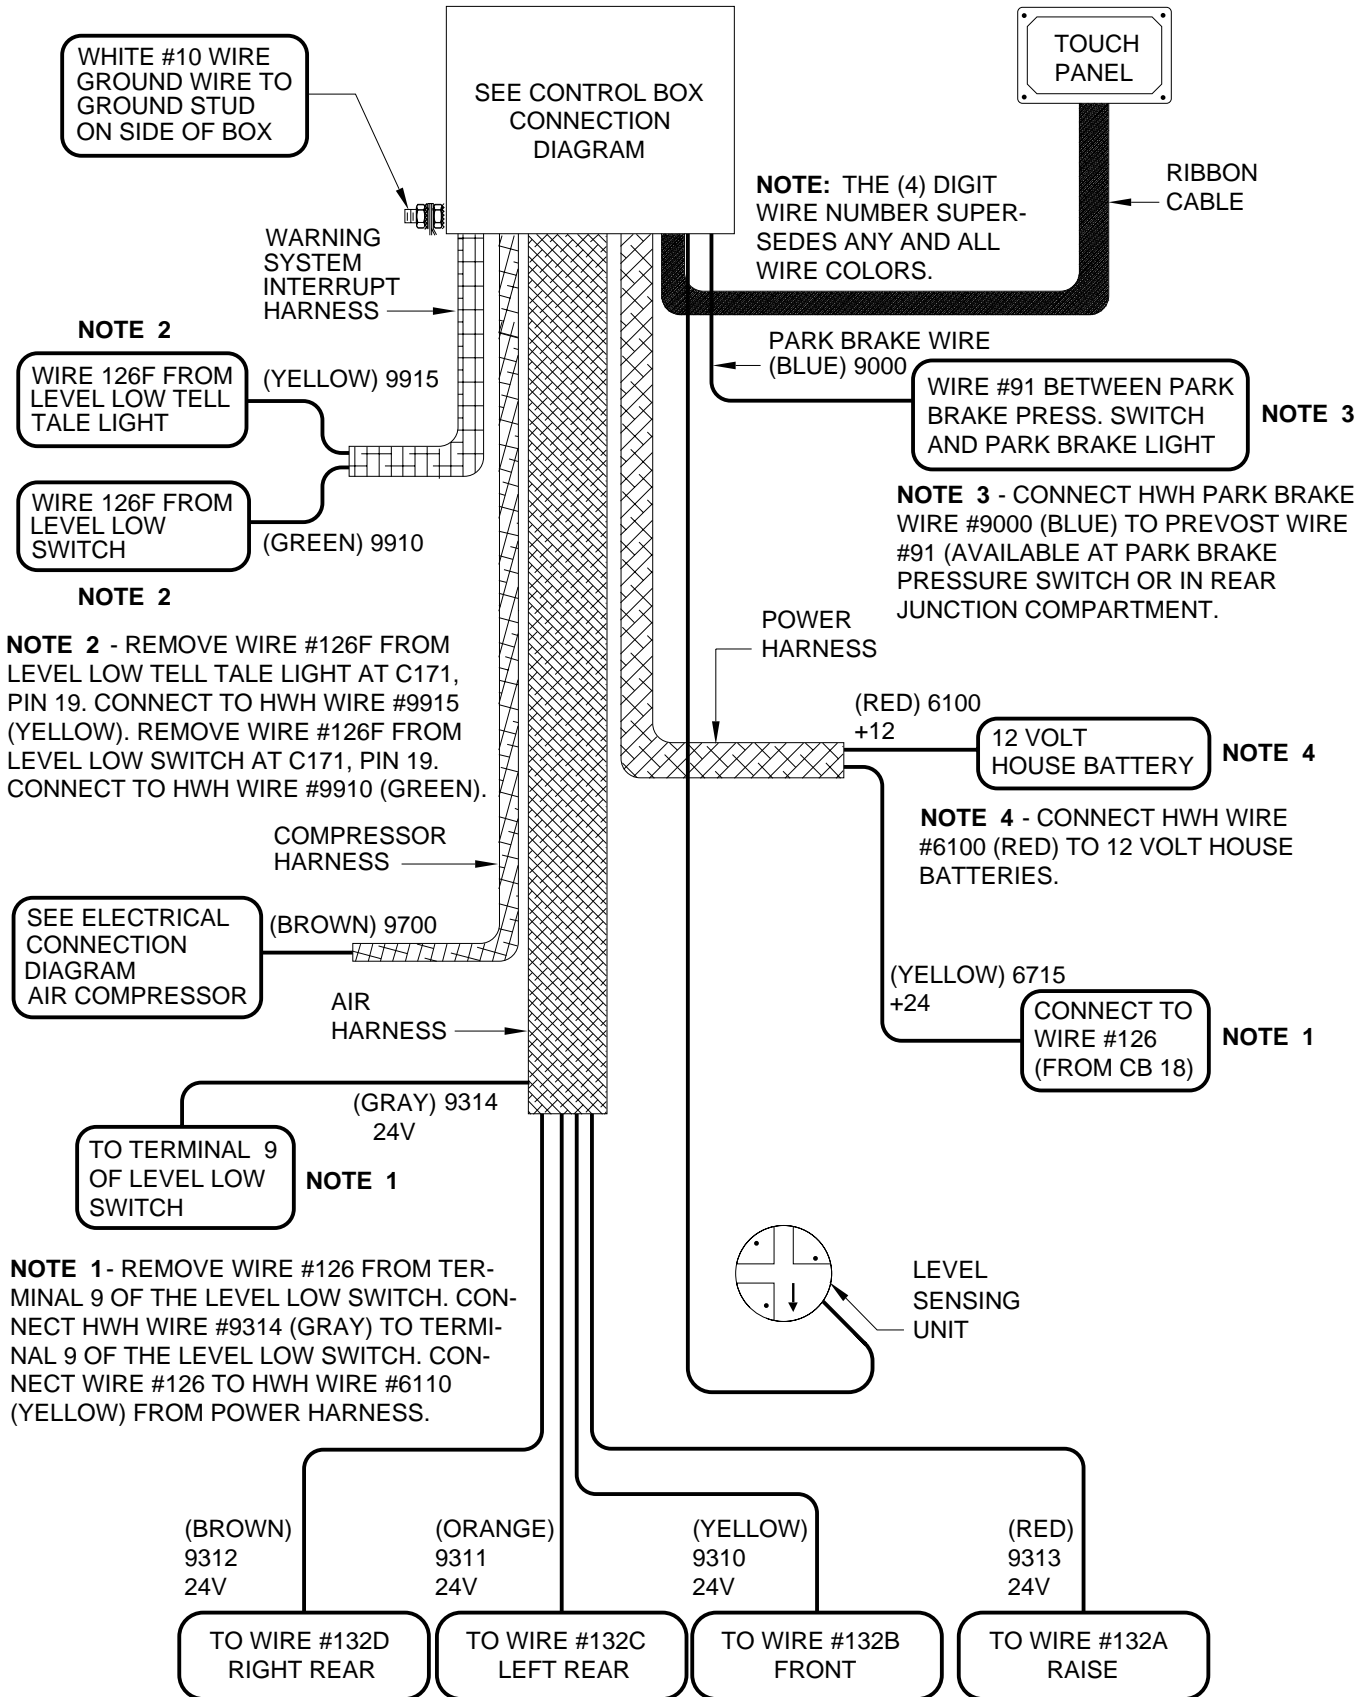 WHITE #10 WIRE
GROUND WIRE TO
GROUND STUD
ON SIDE OF BOX
SEE CONTROL BOX
CONNECTION
DIAGRAM
TOUCH
PANEL
NOTE: THE (4) DIGIT
WIRE NUMBER SUPER-
SEDES ANY AND ALL
WIRE COLORS.
RIBBON
CABLE
WARNING
SYSTEM
INTERRUPT
HARNESS
NOTE 2
WIRE 126F FROM
LEVEL LOW TELL
TALE LIGHT
(YELLOW) 9915
WIRE 126F FROM
LEVEL LOW
SWITCH
(GREEN) 9910
NOTE 2
PARK BRAKE WIRE
(BLUE) 9000
WIRE #91 BETWEEN PARK
BRAKE PRESS. SWITCH
AND PARK BRAKE LIGHT
NOTE 3
NOTE 3 - CONNECT HWH PARK BRAKE
WIRE #9000 (BLUE) TO PREVOST WIRE
#91 (AVAILABLE AT PARK BRAKE
PRESSURE SWITCH OR IN REAR
JUNCTION COMPARTMENT.
NOTE 2 - REMOVE WIRE #126F FROM
LEVEL LOW TELL TALE LIGHT AT C171,
PIN 19. CONNECT TO HWH WIRE #9915
(YELLOW). REMOVE WIRE #126F FROM
LEVEL LOW SWITCH AT C171, PIN 19.
CONNECT TO HWH WIRE #9910 (GREEN).
POWER
HARNESS
(RED) 6100
+12
12 VOLT
HOUSE BATTERY
NOTE 4
NOTE 4 - CONNECT HWH WIRE
#6100 (RED) TO 12 VOLT HOUSE
BATTERIES.
COMPRESSOR
HARNESS
SEE ELECTRICAL
CONNECTION
DIAGRAM
AIR COMPRESSOR
(BROWN) 9700
(YELLOW) 6715
+24
CONNECT TO
WIRE #126
(FROM CB 18)
NOTE 1
AIR
HARNESS
(GRAY) 9314
24V
TO TERMINAL 9
OF LEVEL LOW
SWITCH
NOTE 1
NOTE 1 - REMOVE WIRE #126 FROM TER-
MINAL 9 OF THE LEVEL LOW SWITCH. CON-
NECT HWH WIRE #9314 (GRAY) TO TERMI-
NAL 9 OF THE LEVEL LOW SWITCH. CON-
NECT WIRE #126 TO HWH WIRE #6110
(YELLOW) FROM POWER HARNESS.
LEVEL
SENSING
UNIT
(BROWN)
9312
24V
(ORANGE)
9311
24V
(YELLOW)
9310
24V
(RED)
9313
24V
TO WIRE #132D
RIGHT REAR
TO WIRE #132C
LEFT REAR
TO WIRE #132B
FRONT
TO WIRE #132A
RAISE